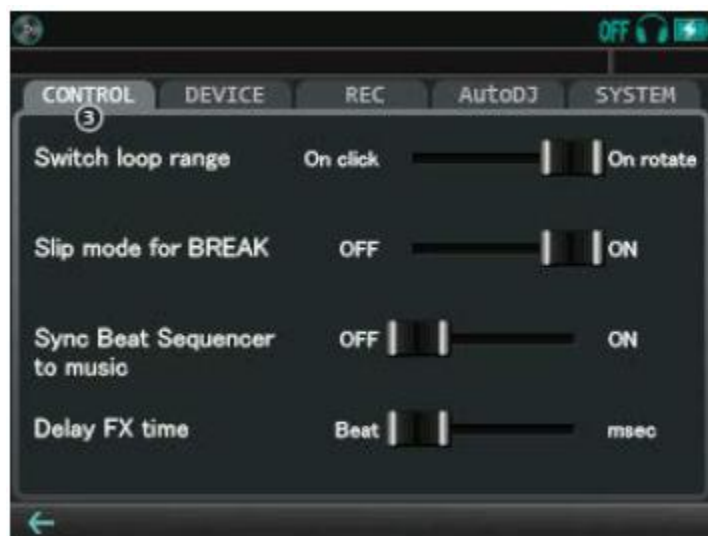 OFF
CONTROL DEVICE REC AutoDJ SYSTEM
3
Switch loop range On click On rotate
Slip mode for BREAK OFF ON
Sync Beat Sequencer OFF ON
to music
Delay FX time Beat msec